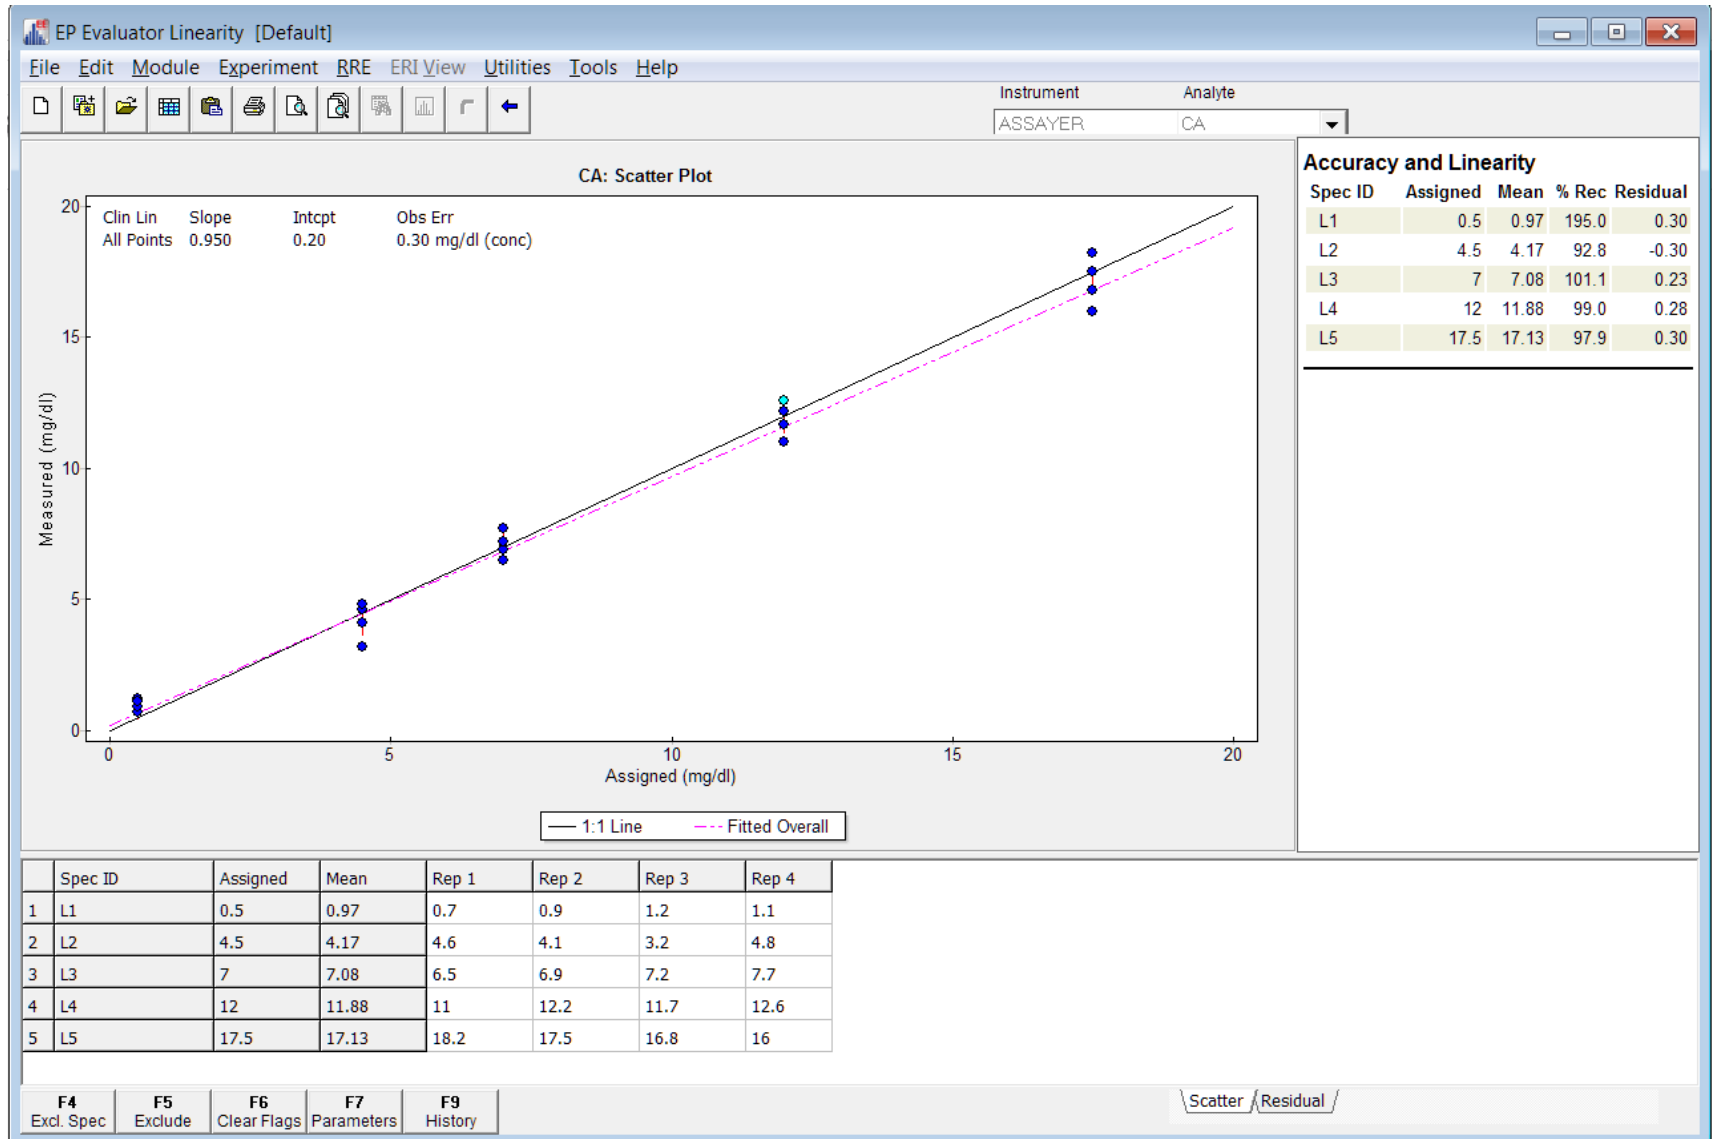 EP Evaluator Linearity [Default]
File Edit Module Experiment RRE ERI View Utilities Tools Help
Instrument Analyte
ASSAYER CA
CA: Scatter Plot
Clin Lin Slope Intcpt Obs Err
All Points 0.950 0.20 0.30 mg/dl (conc)
20
15
10
5
0
Measured (mg/dl)
0 5 10 15 20
Assigned (mg/dl)
1:1 Line Fitted Overall
Accuracy and Linearity
Spec ID Assigned Mean % Rec Residual
L1 0.5 0.97 195.0 0.30
L2 4.5 4.17 92.8 -0.30
L3 7 7.08 101.1 0.23
L4 12 11.88 99.0 0.28
L5 17.5 17.13 97.9 0.30
Spec ID Assigned Mean Rep 1 Rep 2 Rep 3 Rep 4
1 L1 0.5 0.97 0.7 0.9 1.2 1.1
2 L2 4.5 4.17 4.6 4.1 3.2 4.8
3 L3 7 7.08 6.5 6.9 7.2 7.7
4 L4 12 11.88 11 12.2 11.7 12.6
5 L5 17.5 17.13 18.2 17.5 16.8 16
F4 F5 F6 F7 F9
Excl. Spec Exclude Clear Flags Parameters History
Scatter Residual